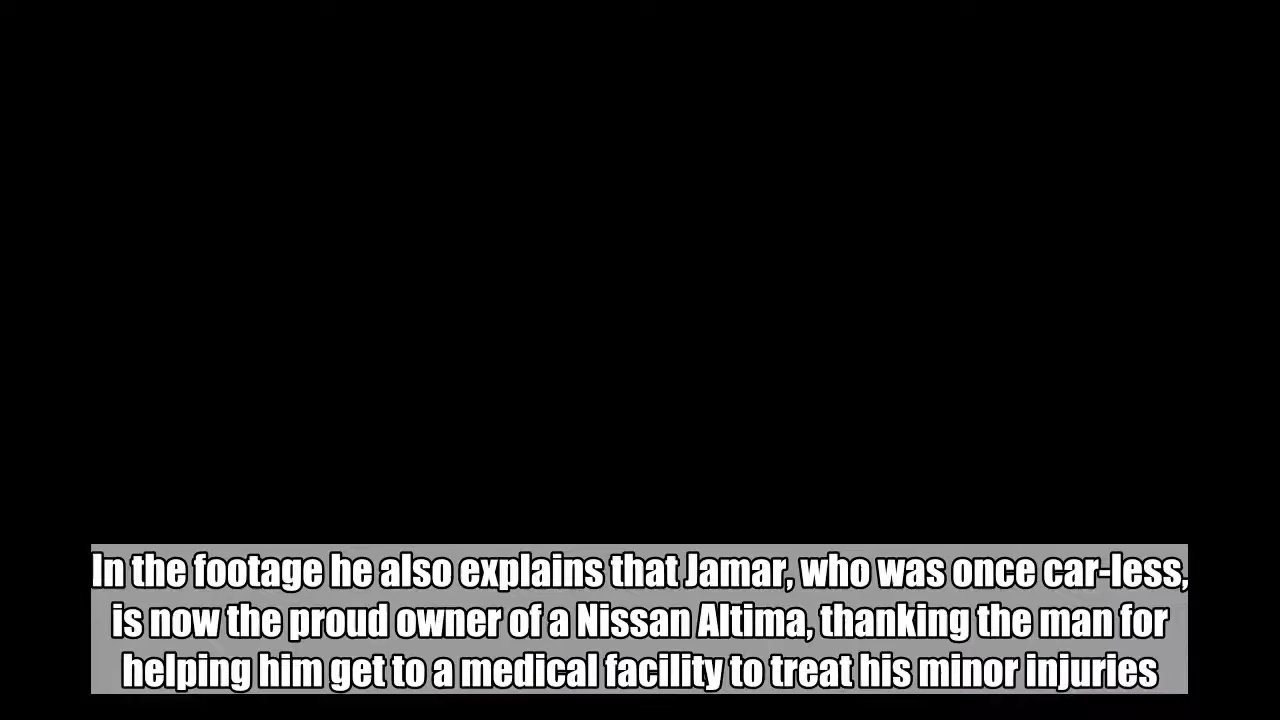 In the footage he also explains that Jamar, who was once car-less,
is now the proud owner of a Nissan Altima, thanking the man for
helping him get to a medical facility to treat his minor injuries